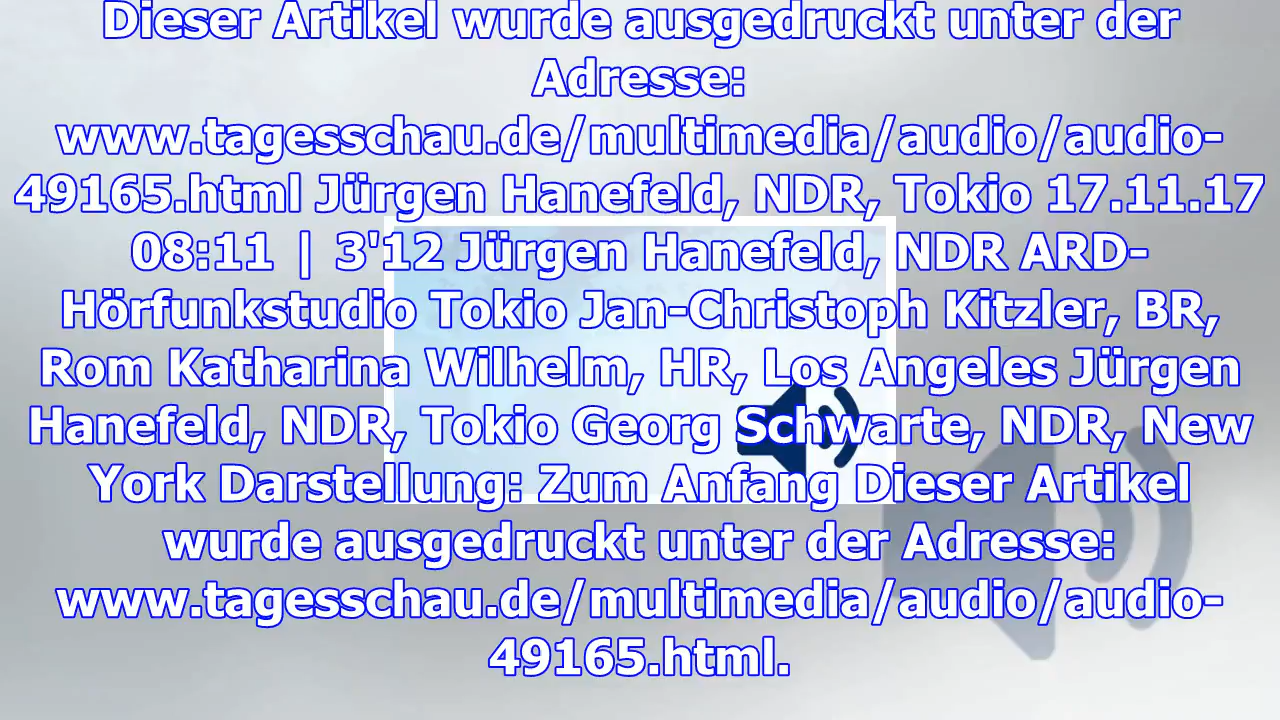 Dieser Artikel wurde ausgedruckt unter der
Adresse:
www.tagesschau.de/multimedia/audio/audio-
49165.html Jürgen Hanefeld, NDR, Tokio 17.11.17
08:11 | 3'12 Jürgen Hanefeld, NDR ARD-
Hörfunkstudio Tokio Jan-Christoph Kitzler, BR,
Rom Katharina Wilhelm, HR, Los Angeles Jürgen
Hanefeld, NDR, Tokio Georg Schwarte, NDR, New
York Darstellung: Zum Anfang Dieser Artikel
wurde ausgedruckt unter der Adresse:
www.tagesschau.de/multimedia/audio/audio-
49165.html.